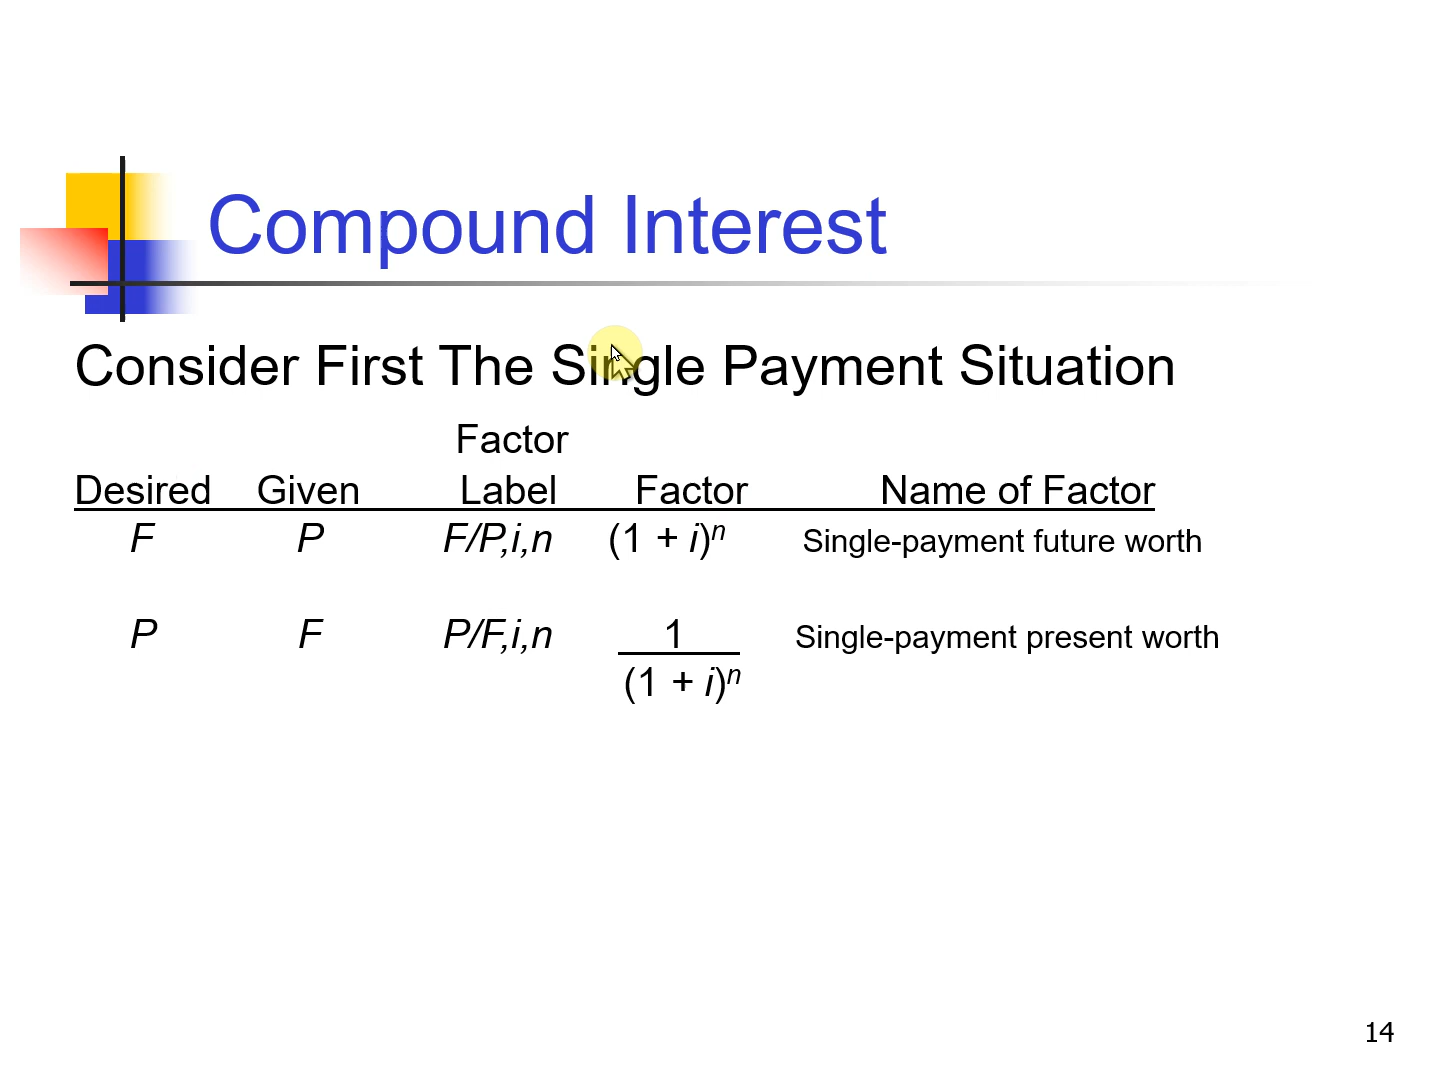 Compound Interest
Consider First The Single Payment Situation
Factor
Desired Given Label Factor Name of Factor
F P F/P,i,n (1 + i)ⁿ Single-payment future worth
P F P/F,i,n 1 Single-payment present worth
(1 + i)ⁿ
14